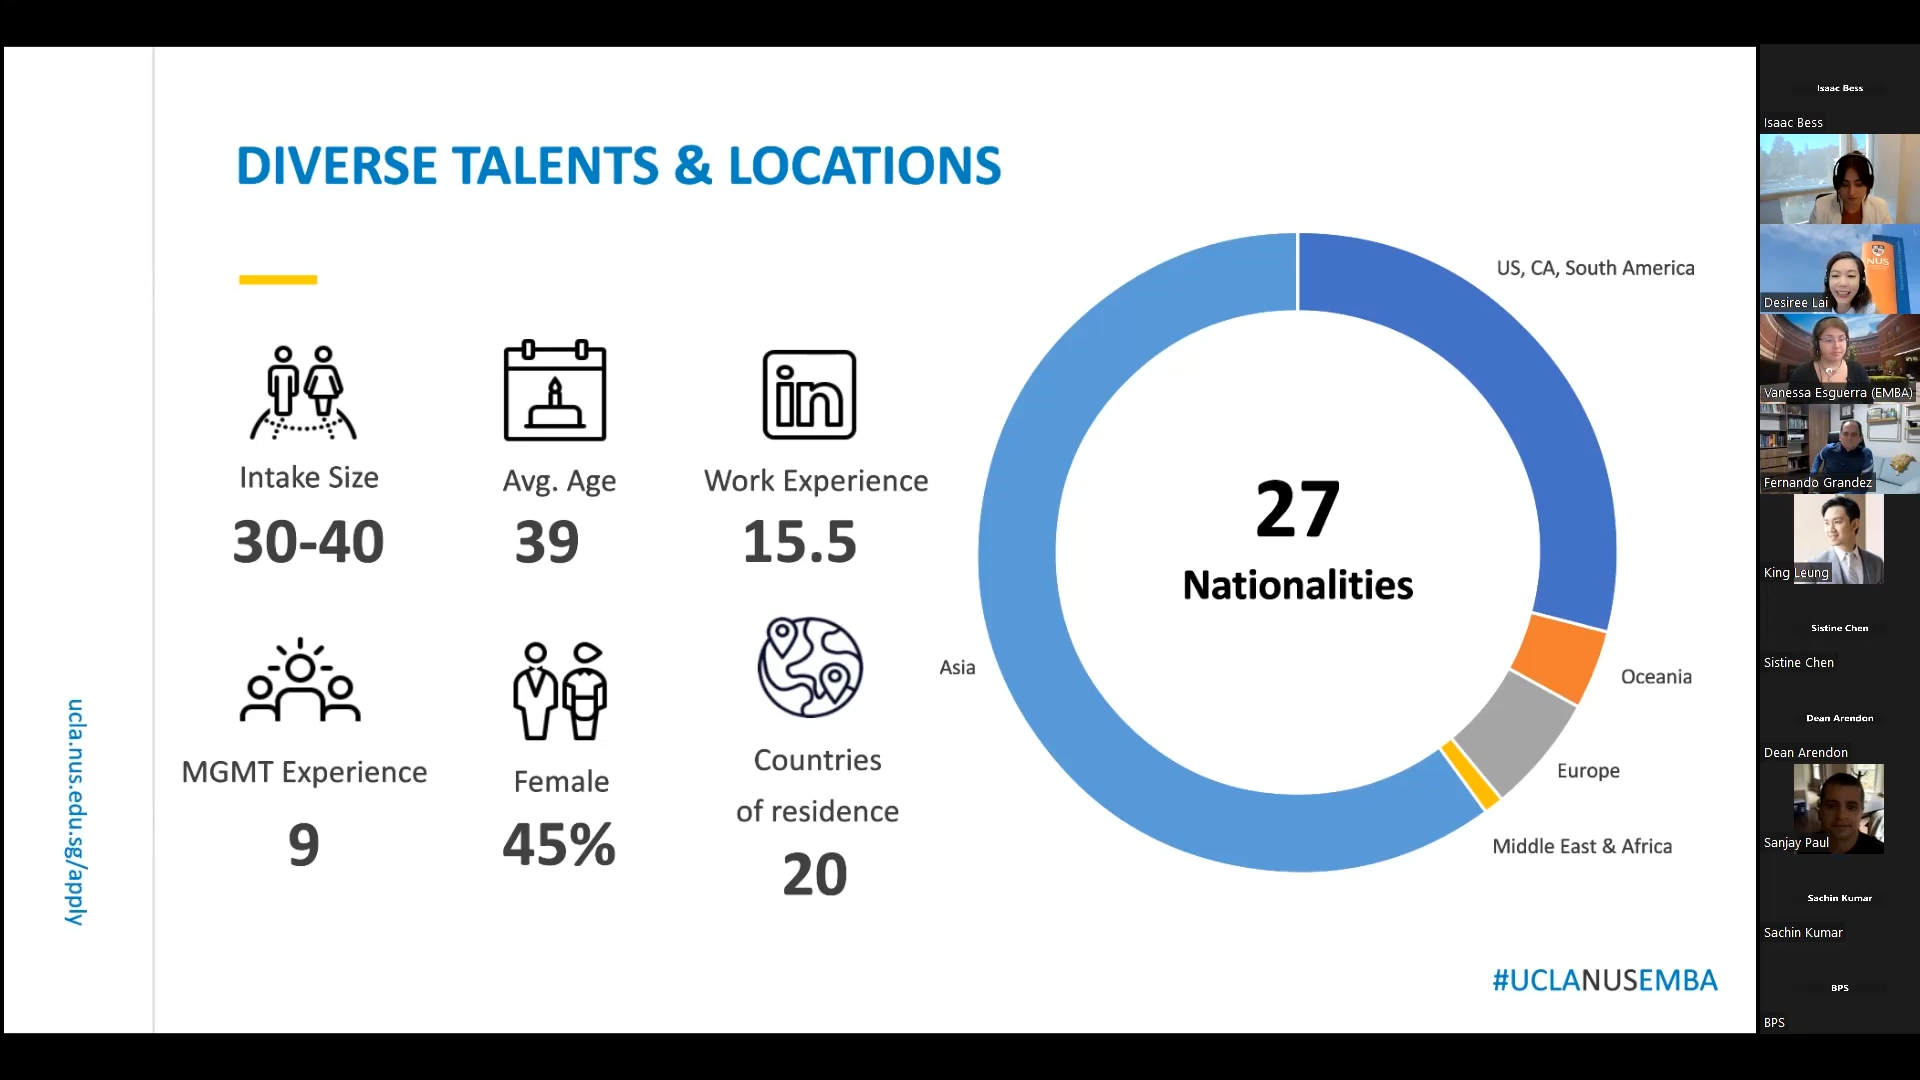 DIVERSE TALENTS & LOCATIONS
Intake Size
30-40
Avg. Age
39
in
Work Experience
15.5
MGMT Experience
9
Female
45%
Countries
of residence
20
27
Nationalities
US, CA, South America
Oceania
Europe
Middle East & Africa
Asia
ucla.nus.edu.sg/apply
#UCLANUSEMBA
Isaac Bess
Isaac Bess
NUS
Desiree Lai
Vanessa Esguerra (EMBA)
Fernando Grandez
King Leung
Sistine Chen
Sistine Chen
Dean Arendon
Dean Arendon
Sanjay Paul
Sachin Kumar
Sachin Kumar
BPS
BPS